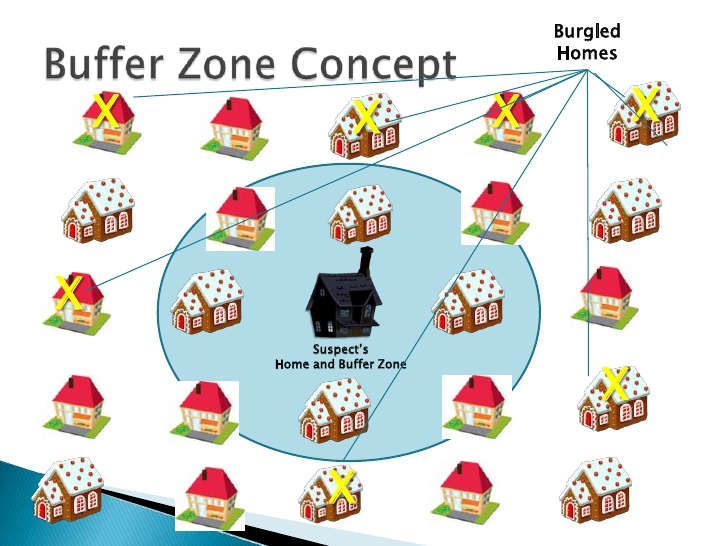 Burgled
Homes
Buffer Zone Concept
X
X
X
X
X
X
X
Suspect's
Home and Buffer Zone